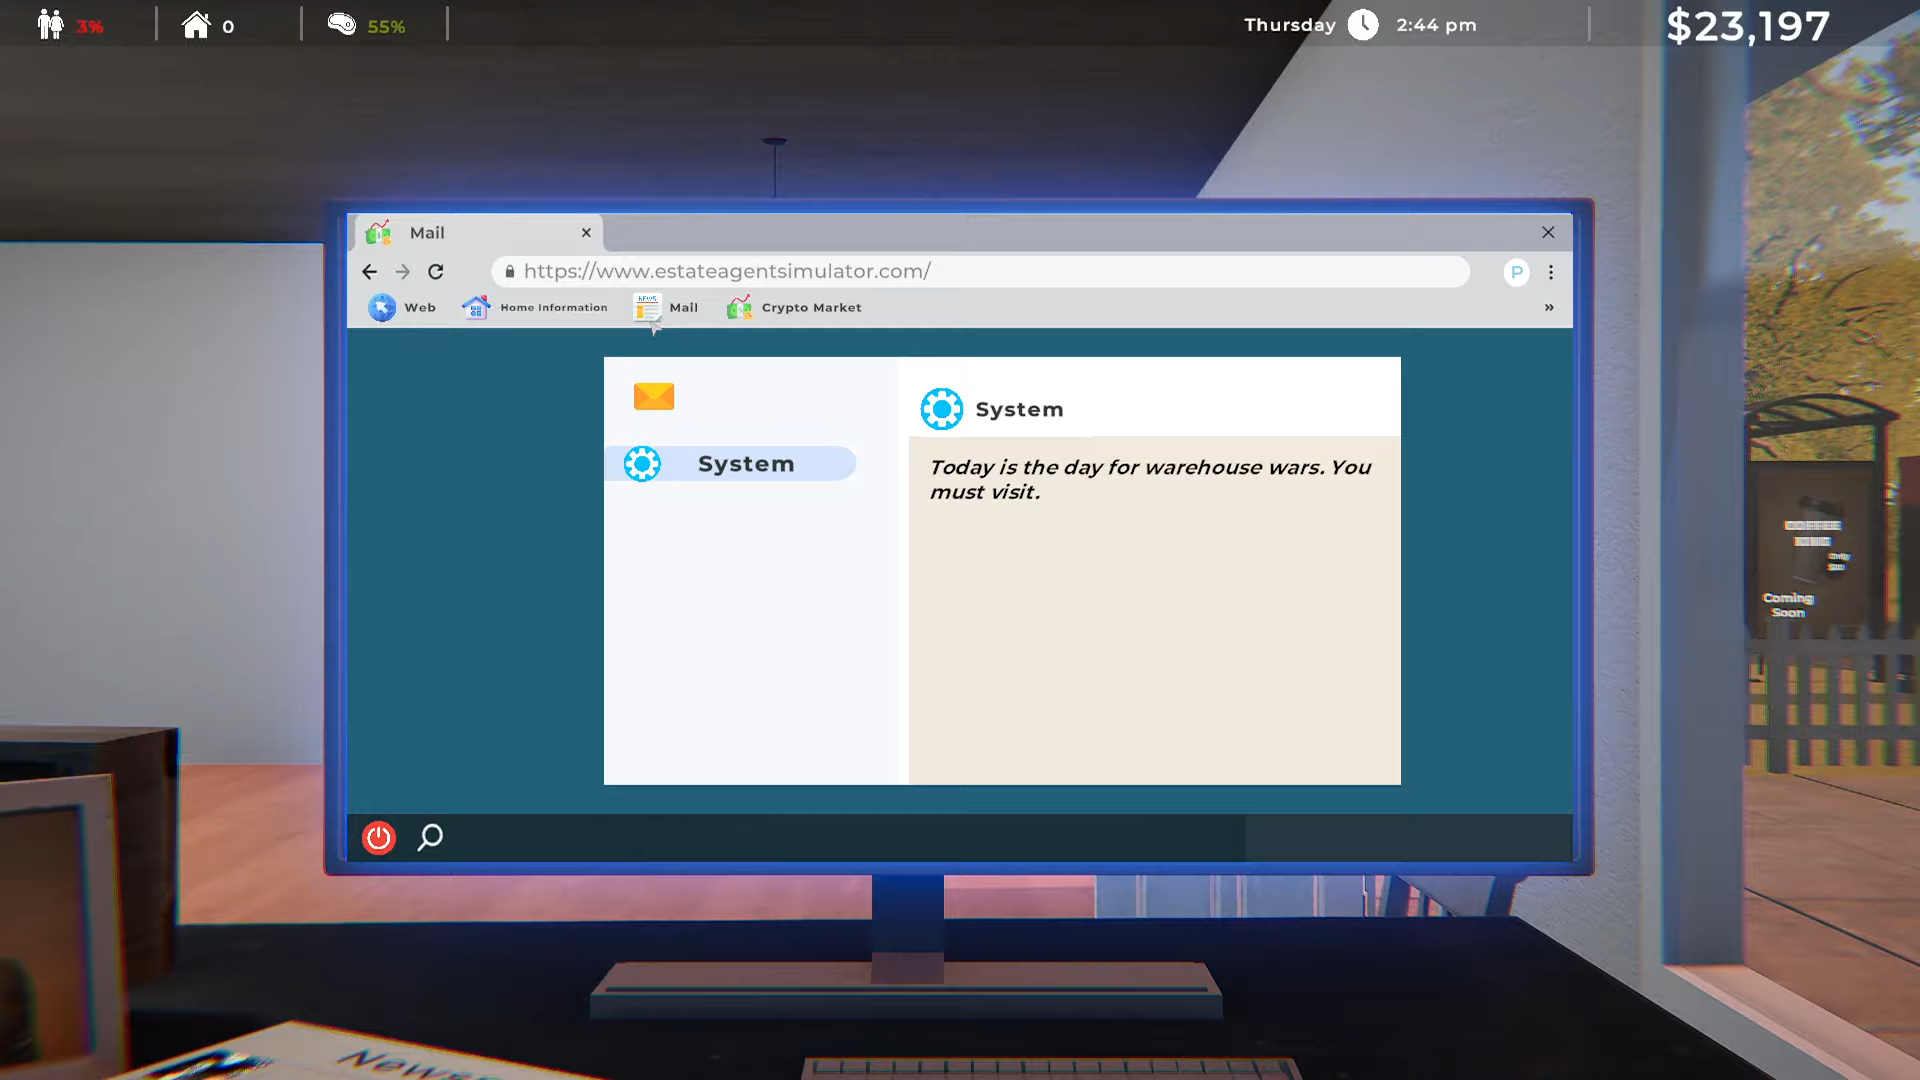 3%
0
55%
Thursday
2:44 pm
$23,197
Mail
https://www.estateagentsimulator.com/
P
Web
Home Information
NEWS
Mail
Crypto Market
System
System
Today is the day for warehouse wars. You
must visit.
Coming
Soon